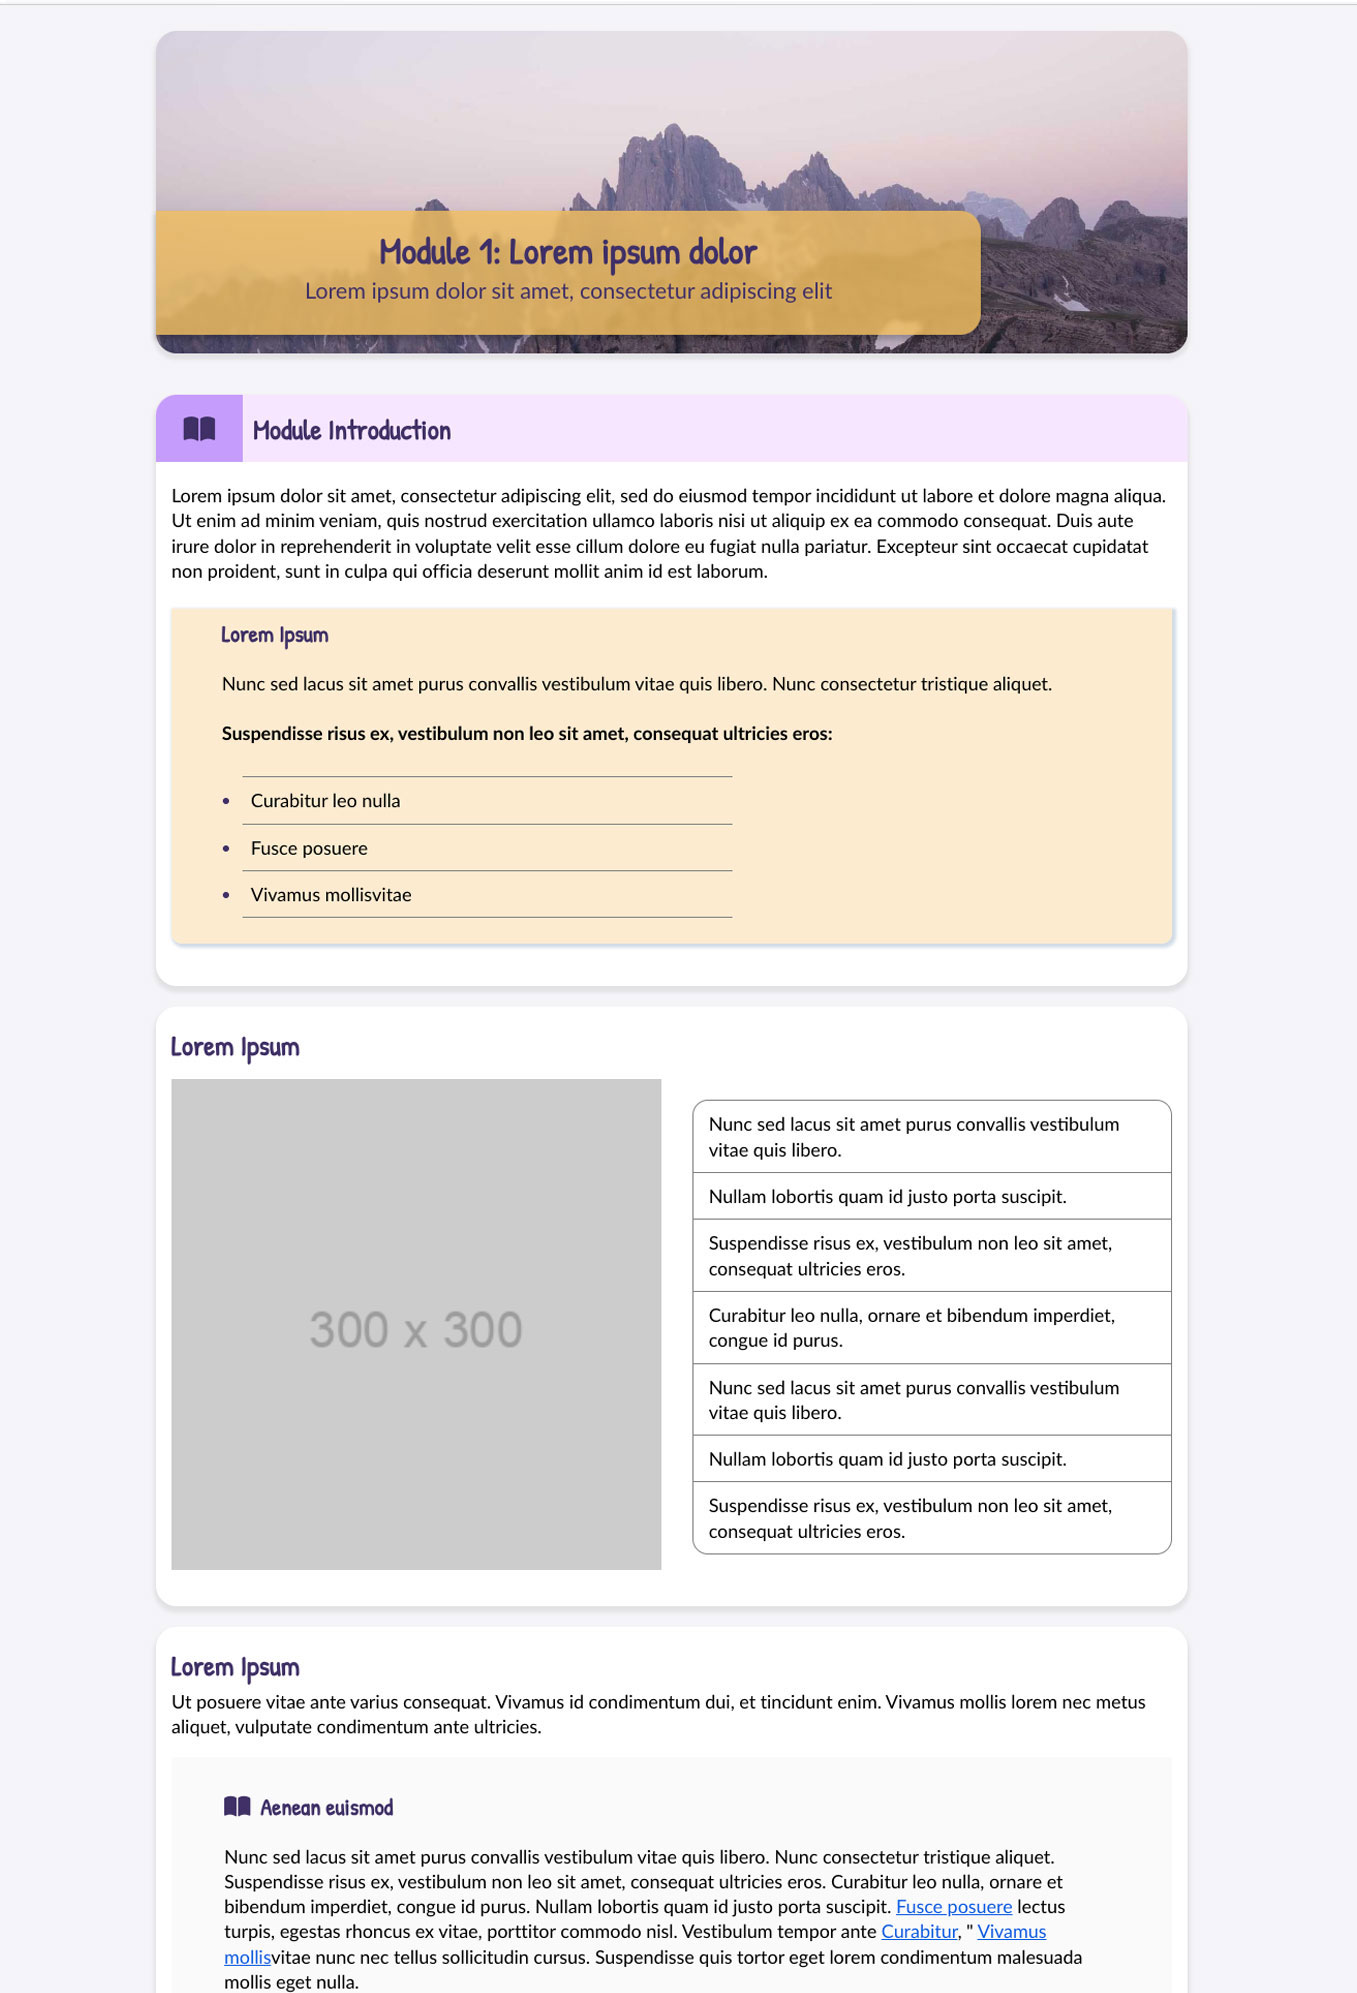 Module 1: Lorem ipsum dolor
Lorem ipsum dolor sit amet, consectetur adipiscing elit
Module Introduction
Lorem ipsum dolor sit amet, consectetur adipiscing elit, sed do eiusmod tempor incididunt ut labore et dolore magna aliqua.
Ut enim ad minim veniam, quis nostrud exercitation ullamco laboris nisi ut aliquip ex ea commodo consequat. Duis aute
irure dolor in reprehenderit in voluptate velit esse cillum dolore eu fugiat nulla pariatur. Excepteur sint occaecat cupidatat
non proident, sunt in culpa qui officia deserunt mollit anim id est laborum.
Lorem Ipsum
Nunc sed lacus sit amet purus convallis vestibulum vitae quis libero. Nunc consectetur tristique aliquet.
Suspendisse risus ex, vestibulum non leo sit amet, consequat ultricies eros:
• Curabitur leo nulla
• Fusce posuere
• Vivamus mollisvitae
Lorem Ipsum
300 x 300
Nunc sed lacus sit amet purus convallis vestibulum
vitae quis libero.
Nullam lobortis quam id justo porta suscipit.
Suspendisse risus ex, vestibulum non leo sit amet,
consequat ultricies eros.
Curabitur leo nulla, ornare et bibendum imperdiet,
congue id purus.
Nunc sed lacus sit amet purus convallis vestibulum
vitae quis libero.
Nullam lobortis quam id justo porta suscipit.
Suspendisse risus ex, vestibulum non leo sit amet,
consequat ultricies eros.
Lorem Ipsum
Ut posuere vitae ante varius consequat. Vivamus id condimentum dui, et tincidunt enim. Vivamus mollis lorem nec metus
aliquet, vulputate condimentum ante ultricies.
Aenean euismod
Nunc sed lacus sit amet purus convallis vestibulum vitae quis libero. Nunc consectetur tristique aliquet.
Suspendisse risus ex, vestibulum non leo sit amet, consequat ultricies eros. Curabitur leo nulla, ornare et
bibendum imperdiet, congue id purus. Nullam lobortis quam id justo porta suscipit. Fusce posuere lectus
turpis, egestas rhoncus ex vitae, porttitor commodo nisl. Vestibulum tempor ante Curabitur, " Vivamus
mollisvitae nunc nec tellus sollicitudin cursus. Suspendisse quis tortor eget lorem condimentum malesuada
mollis eget nulla.